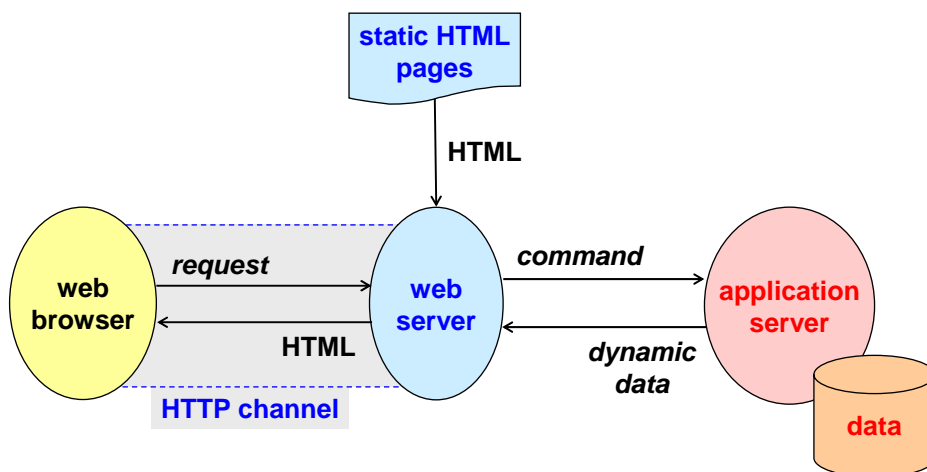 static HTML
pages
HTML
request
command
web
browser
web
server
application
server
HTML
dynamic
data
HTTP channel
data